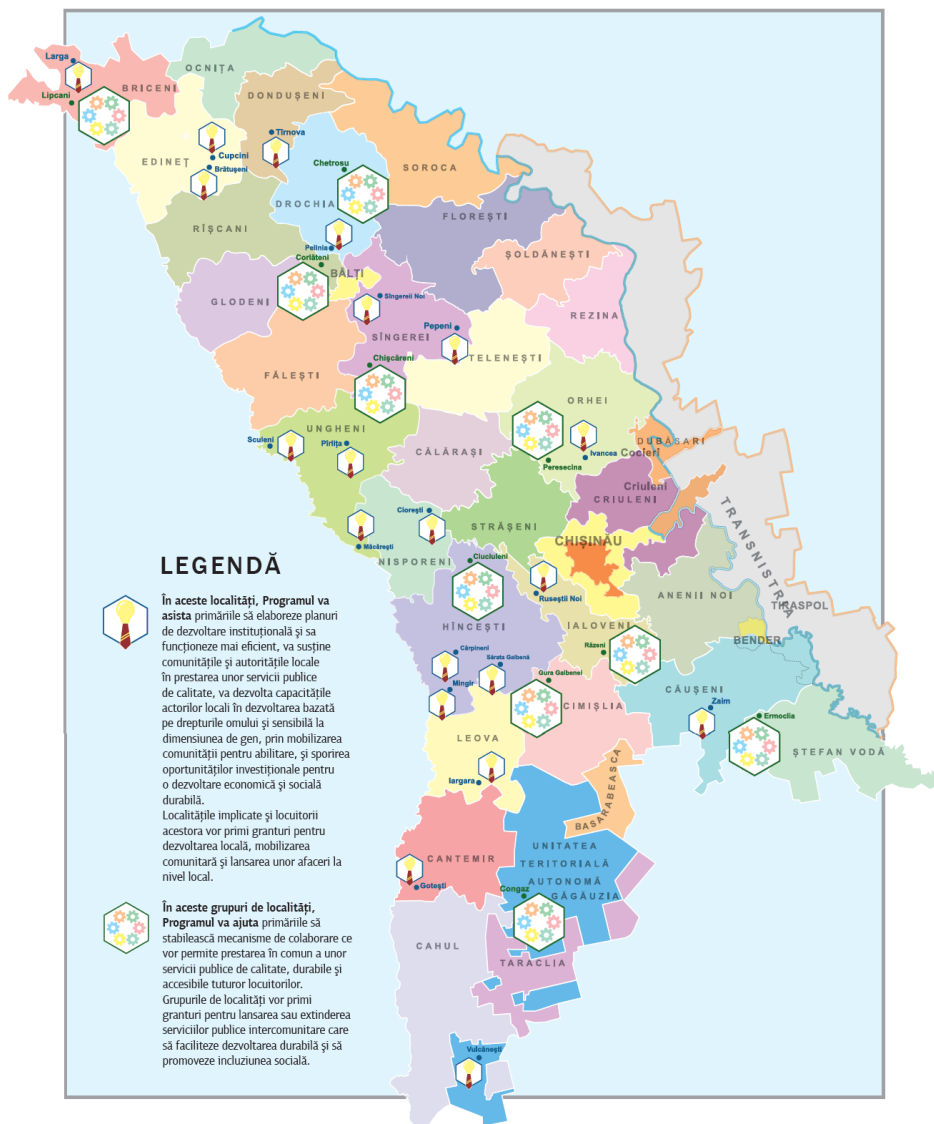 OCNIȚA
Larga
BRICENI
Lipcani
DONDUȘENI
Tîrnova
SOROCA
EDINEȚ
Cupcini
Brătușeni
Chetrosu
DROCHIA
FLOREȘTI
RÎȘCANI
Pelinia
Corlăteni
BĂLȚI
ȘOLDĂNEȘTI
GLODENI
Sîngereii Noi
REZINA
Pepeni
SÎNGEREI
TELENEȘTI
Chișcăreni
FĂLEȘTI
ORHEI
UNGHENI
Sculeni
Pîrlița
CĂLĂRAȘI
Ivancea
Peresecina
DUBĂSARI
Cocieri
Criuleni
CRIULENI
Ciorești
STRĂȘENI
TRANSNISTRIA
Măcărești
NISPORENI
CHIȘINĂU
Ciuciuleni
Ruseștii Noi
ANENII NOI
TIRASPOL
HÎNCEȘTI
IALOVENI
BENDER
Răzeni
Cărpineni
Sărata Galbenă
Gura Galbenei
Mingir
CIMIȘLIA
CĂUȘENI
Zaim
Ermoclia
LEOVA
ȘTEFAN VODĂ
Iargara
BASARABEASCĂ
CANTEMIR
Gotești
UNITATEA
TERITORIALĂ
AUTONOMĂ
GĂGĂUZIA
Congaz
CAHUL
TARACLIA
Vulcănești
LEGENDĂ
În aceste localități, Programul va
asista primăriile să elaboreze planuri
de dezvoltare instituțională și sa
funcționeze mai eficient, va susține
comunitățile și autoritățile locale
în prestarea unor servicii publice
de calitate, va dezvolta capacitățile
actorilor locali în dezvoltarea bazată
pe drepturile omului și sensibilă la
dimensiunea de gen, prin mobilizarea
comunității pentru abilitare, și sporirea
oportunităților investiționale pentru
o dezvoltare economică și socială
durabilă.
Localitățile implicate și locuitorii
acestora vor primi granturi pentru
dezvoltarea locală, mobilizarea
comunitară și lansarea unor afaceri la
nivel local.
În aceste grupuri de localități,
Programul va ajuta primăriile să
stabilească mecanisme de colaborare ce
vor permite prestarea în comun a unor
servicii publice de calitate, durabile și
accesibile tuturor locuitorilor.
Grupurile de localități vor primi
granturi pentru lansarea sau extinderea
serviciilor publice intercomunitare care
să faciliteze dezvoltarea durabilă și să
promoveze incluziunea socială.